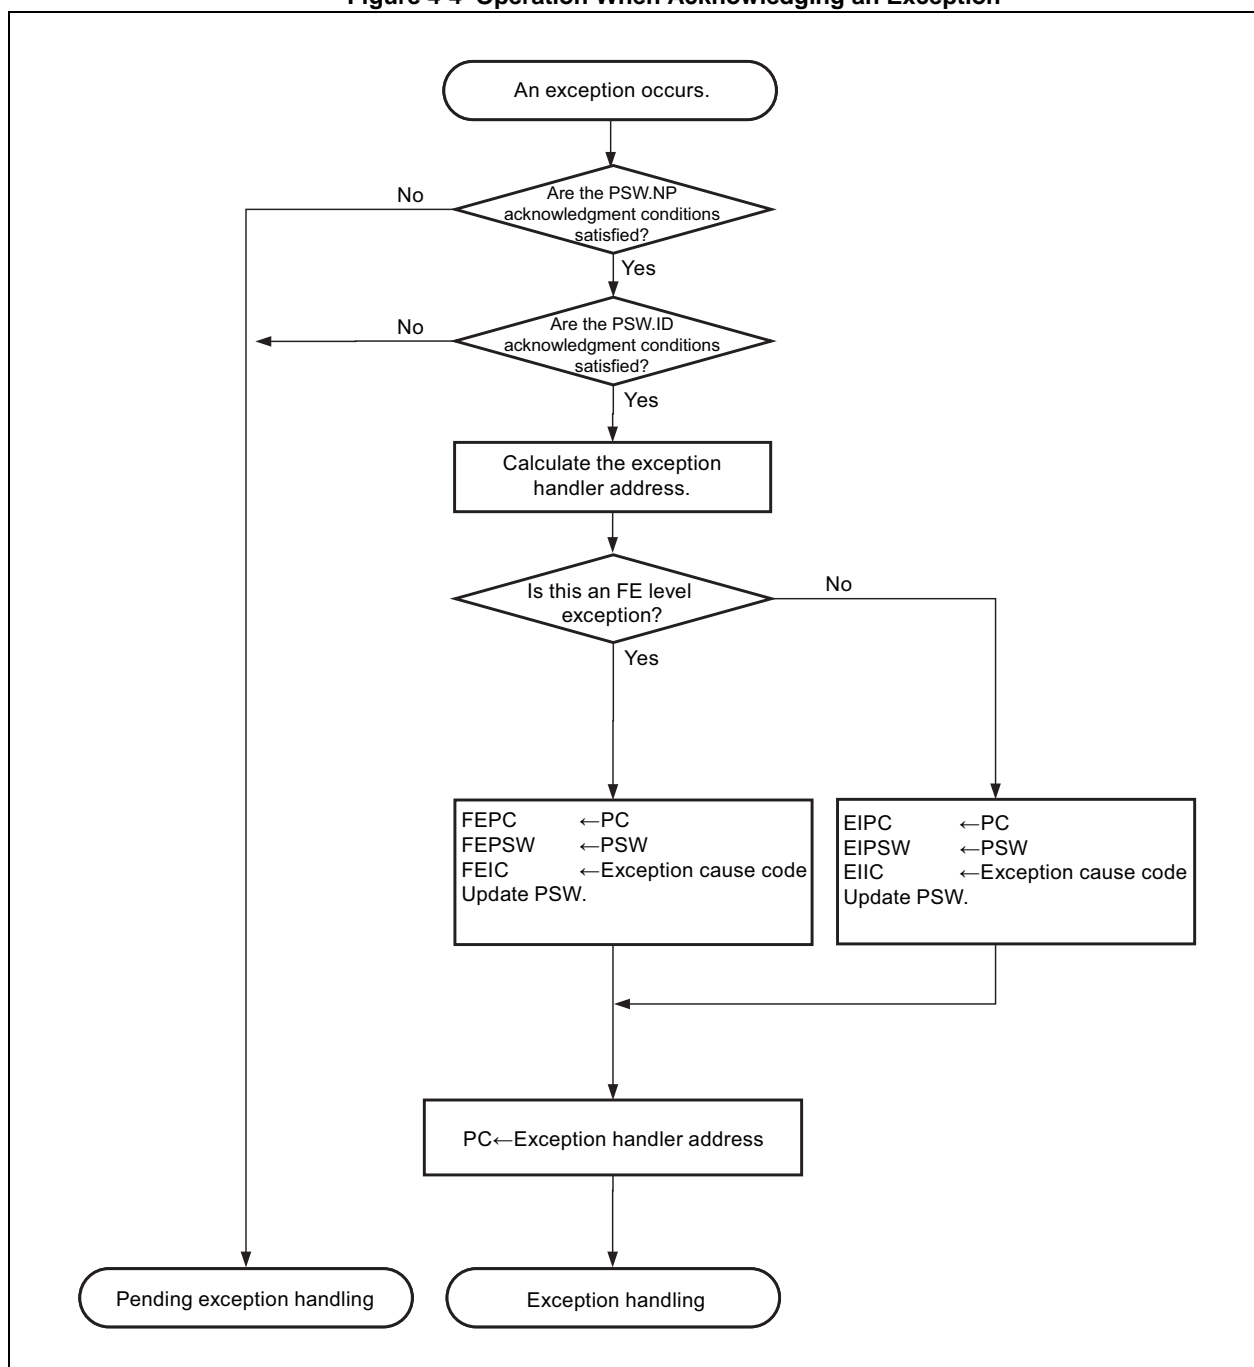 Figure 4-4 Operation When Acknowledging an Exception
An exception occurs.
No
Are the PSW.NP
acknowledgment conditions
satisfied?
Yes
No
Are the PSW.ID
acknowledgment conditions
satisfied?
Yes
Calculate the exception
handler address.
Is this an FE level
exception?
No
Yes
FEPC ←PC
FEPSW ←PSW
FEIC ←Exception cause code
Update PSW.
EIPC ←PC
EIPSW ←PSW
EIIC ←Exception cause code
Update PSW.
PC←Exception handler address
Pending exception handling
Exception handling